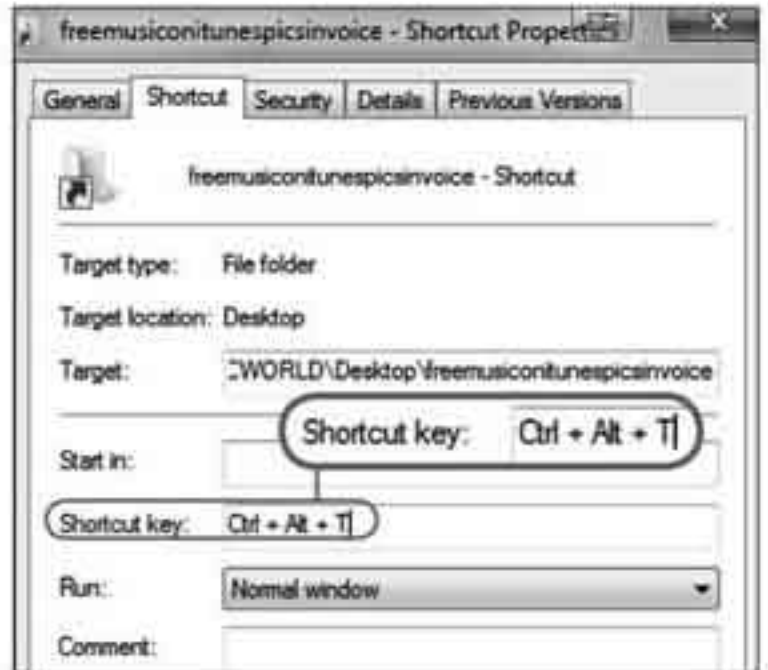 freemusiconitunespicsinvoice - Shortcut Propert
General Shortcut Security Details Previous Versions
freemusiconitunespicsinvoice - Shortcut
Target type: File folder
Target location: Desktop
Target: :WORLD\Desktop\freemusiconitunespicsinvoice
Shortcut key: Ctrl + Alt + T
Start in:
Shortcut key: Ctrl + Alt + T
Run: Normal window
Comment: